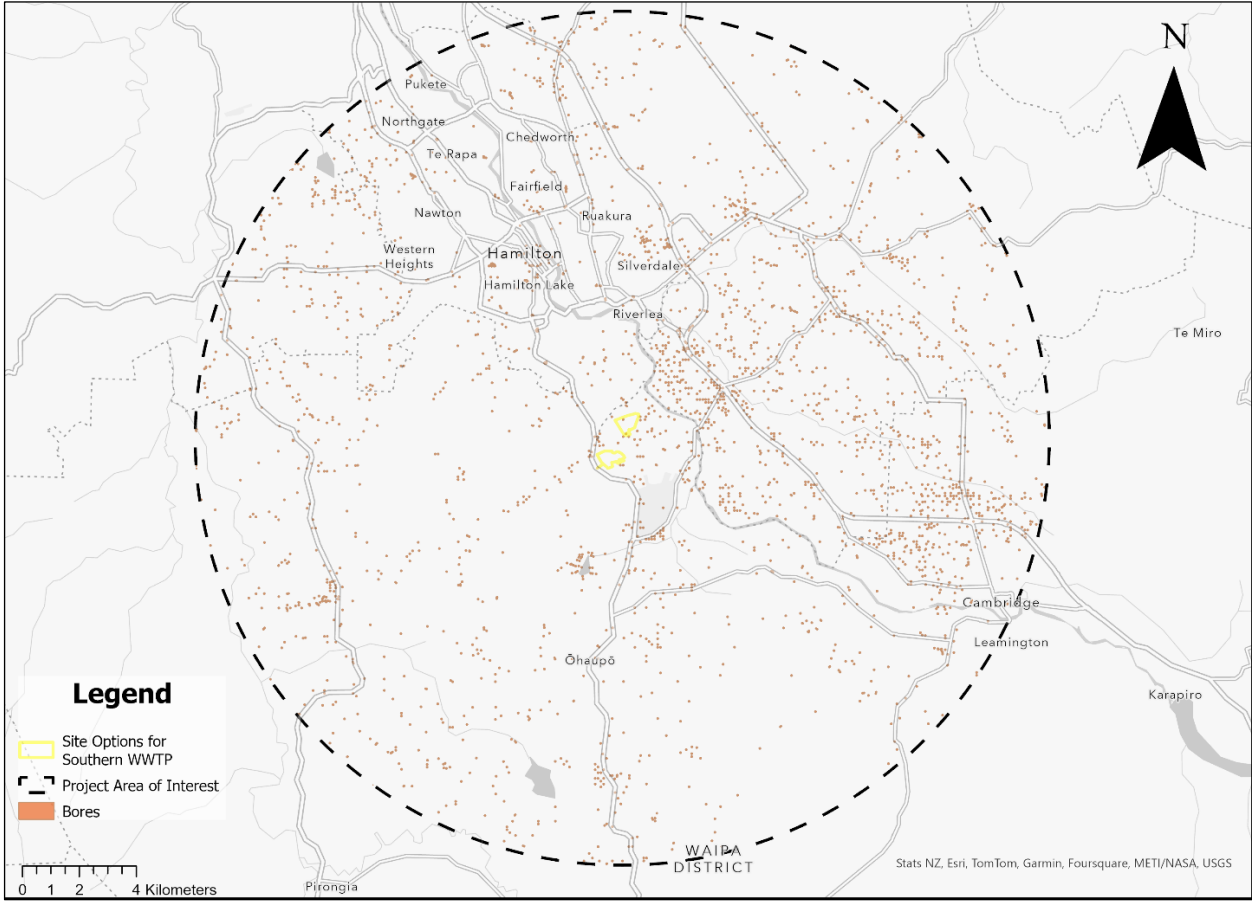 N
Pukete
Northgate
Chedworth
Te Rapa
Fairfield
Nawton
Ruakura
Western
Heights
Hamilton
Silverdale
Hamilton Lake
Riverlea
Te Miro
Cambridge
Leamington
Ōhaupō
Karapiro
Legend
Site Options for
Southern WWTP
Project Area of Interest
Bores
WAIPA
DISTRICT
Stats NZ, Esri, TomTom, Garmin, Foursquare, METI/NASA, USGS
0 1 2 4 Kilometers
Pirongia